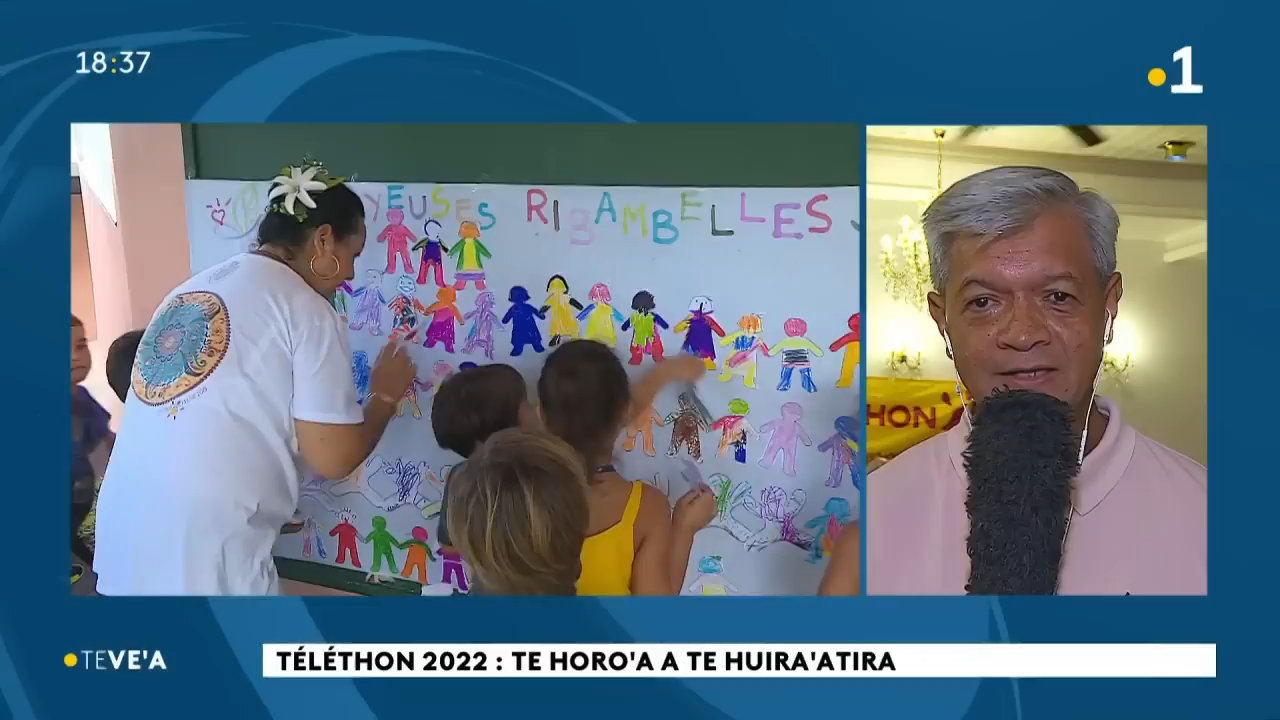 18:37
1
YEUSES RIBAMBELLES
HON
TEVE'A
TÉLÉTHON 2022 : TE HORO'A A TE HUIRA'ATIRA